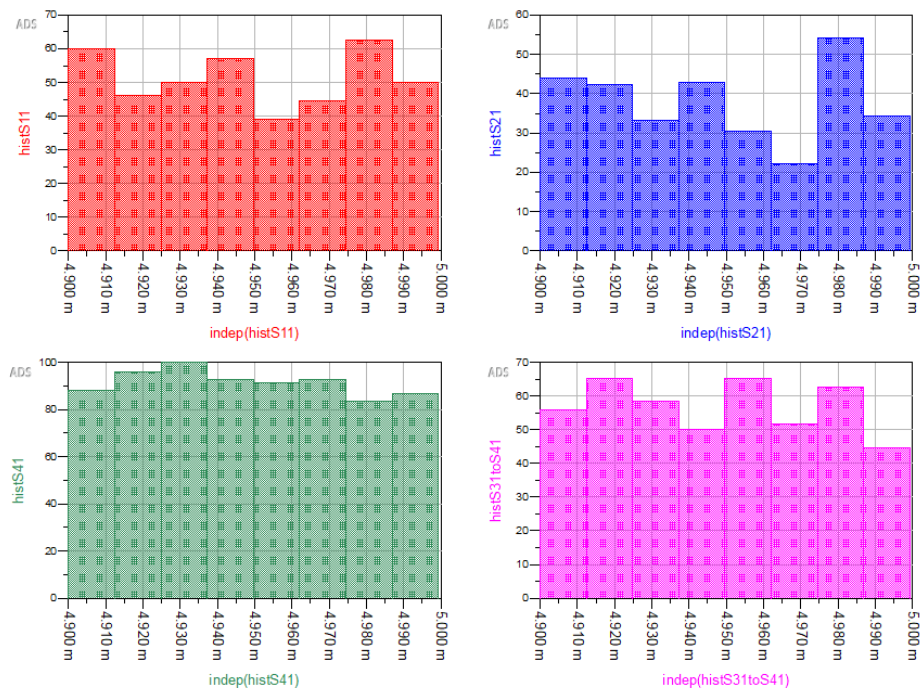 ADS
70
60
50
40
30
20
10
0
histS11
4.900 m
4.910 m
4.920 m
4.930 m
4.940 m
4.950 m
4.960 m
4.970 m
4.980 m
4.990 m
5.000 m
indep(histS11)
ADS
60
50
40
30
20
10
0
histS21
4.900 m
4.910 m
4.920 m
4.930 m
4.940 m
4.950 m
4.960 m
4.970 m
4.980 m
4.990 m
5.000 m
indep(histS21)
ADS
100
80
60
40
20
0
histS41
4.900 m
4.910 m
4.920 m
4.930 m
4.940 m
4.950 m
4.960 m
4.970 m
4.980 m
4.990 m
5.000 m
indep(histS41)
ADS
70
60
50
40
30
20
10
0
histS31toS41
4.900 m
4.910 m
4.920 m
4.930 m
4.940 m
4.950 m
4.960 m
4.970 m
4.980 m
4.990 m
5.000 m
indep(histS31toS41)